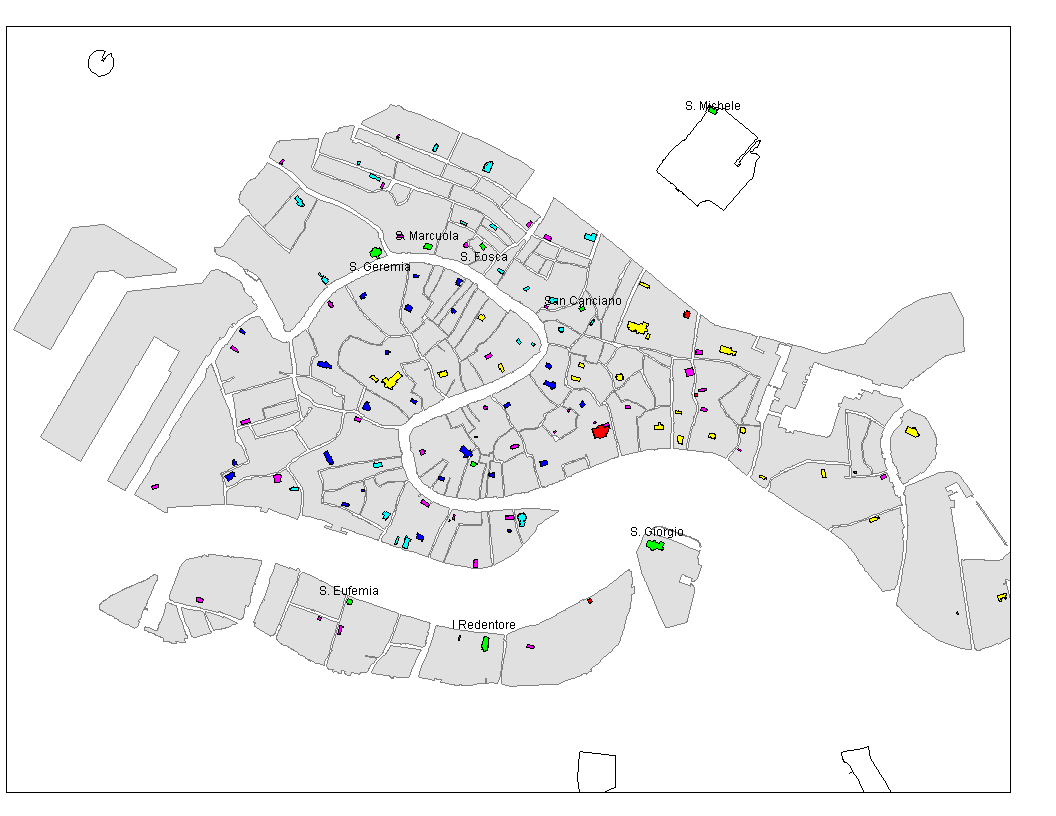 S. Michele
S. Marcuola
S. Fosca
S. Geremia
San Canciano
S. Giorgio
S. Eufemia
I Redentore